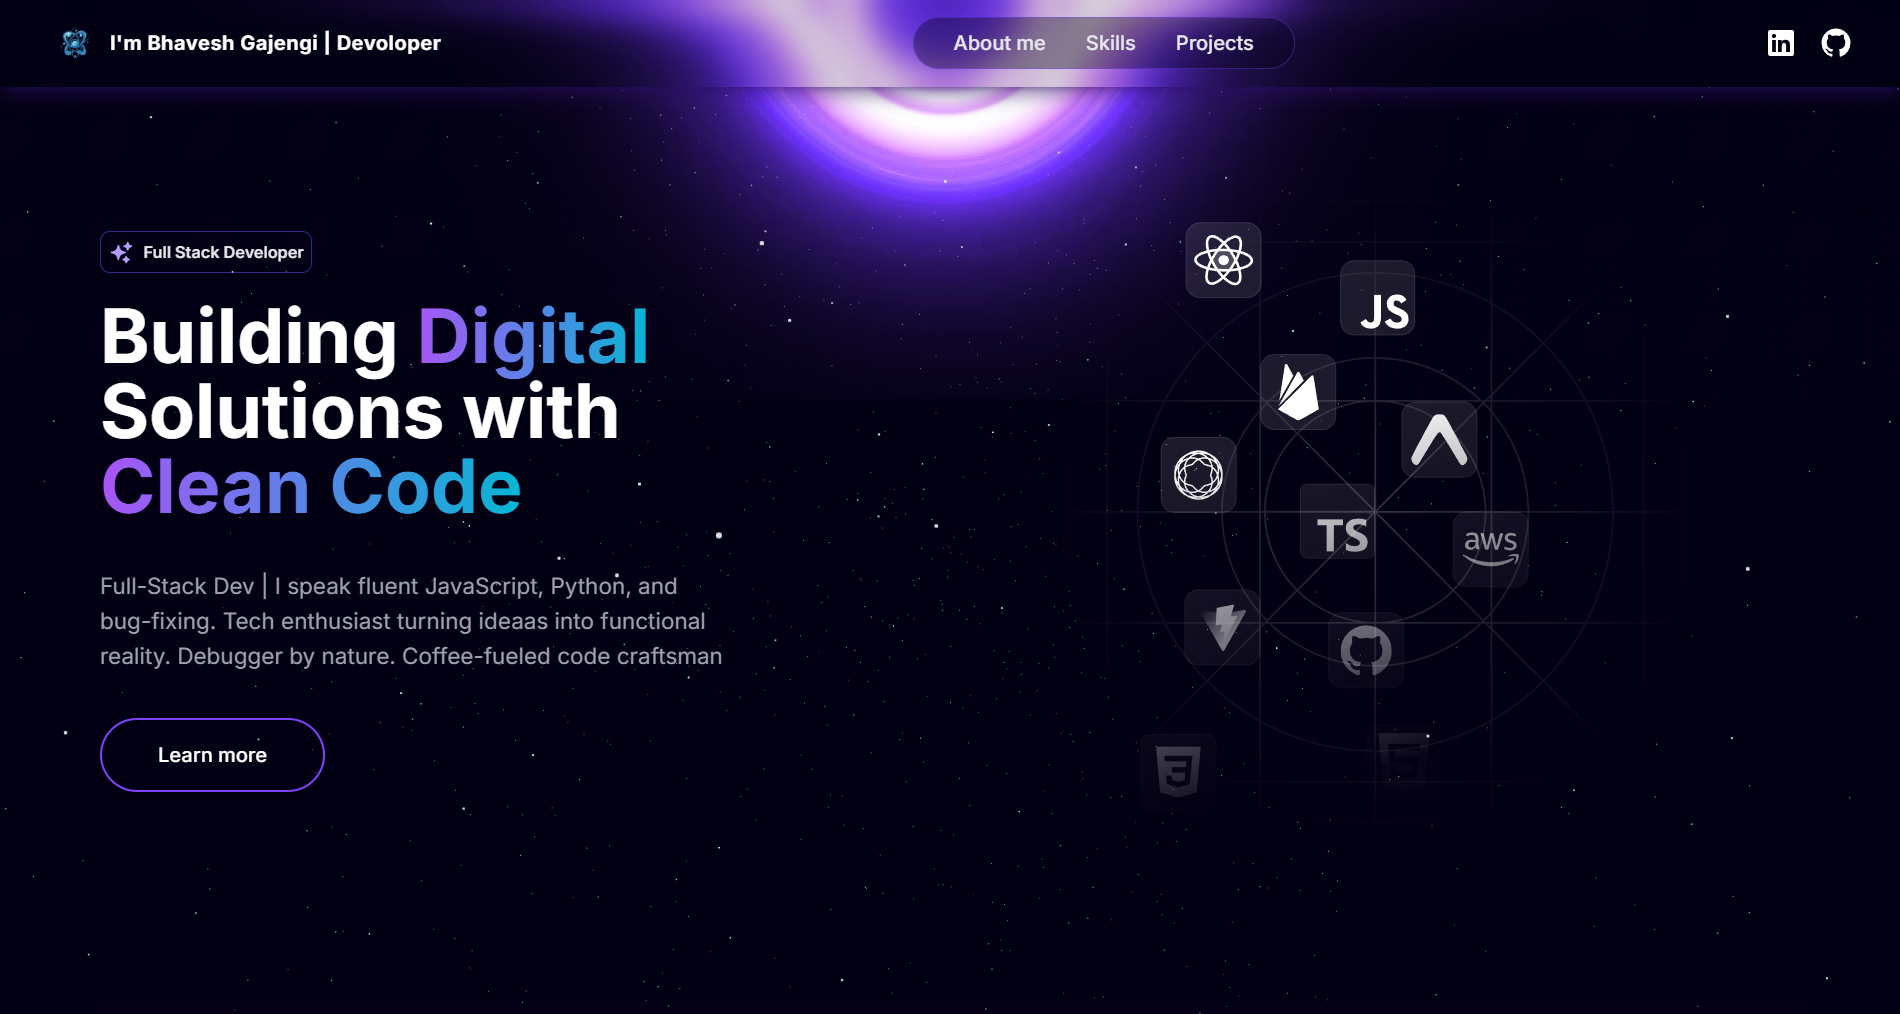 I'm Bhavesh Gajengi | Devoloper
About me Skills Projects
Full Stack Developer
Building Digital
Solutions with
Clean Code
Full-Stack Dev | I speak fluent JavaScript, Python, and
bug-fixing. Tech enthusiast turning ideaas into functional
reality. Debugger by nature. Coffee-fueled code craftsman
Learn more
JS
TS
aws
3
5